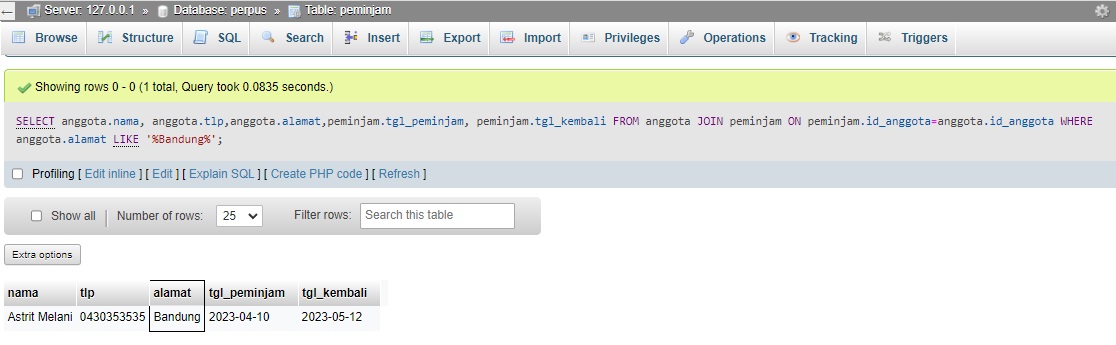 Server: 127.0.0.1 » Database: perpus » Table: peminjam
Browse Structure SQL Search Insert Export Import Privileges Operations Tracking Triggers
Showing rows 0 - 0 (1 total, Query took 0.0835 seconds.)
SELECT anggota.nama, anggota.tlp,anggota.alamat,peminjam.tgl_peminjam, peminjam.tgl_kembali FROM anggota JOIN peminjam ON peminjam.id_anggota=anggota.id_anggota WHERE
anggota.alamat LIKE '%Bandung%';
Profiling [ Edit inline ] [ Edit ] [ Explain SQL ] [ Create PHP code ] [ Refresh ]
Show all | Number of rows: 25 Filter rows: Search this table
Extra options
nama tlp alamat tgl_peminjam tgl_kembali
Astrit Melani 0430353535 Bandung 2023-04-10 2023-05-12